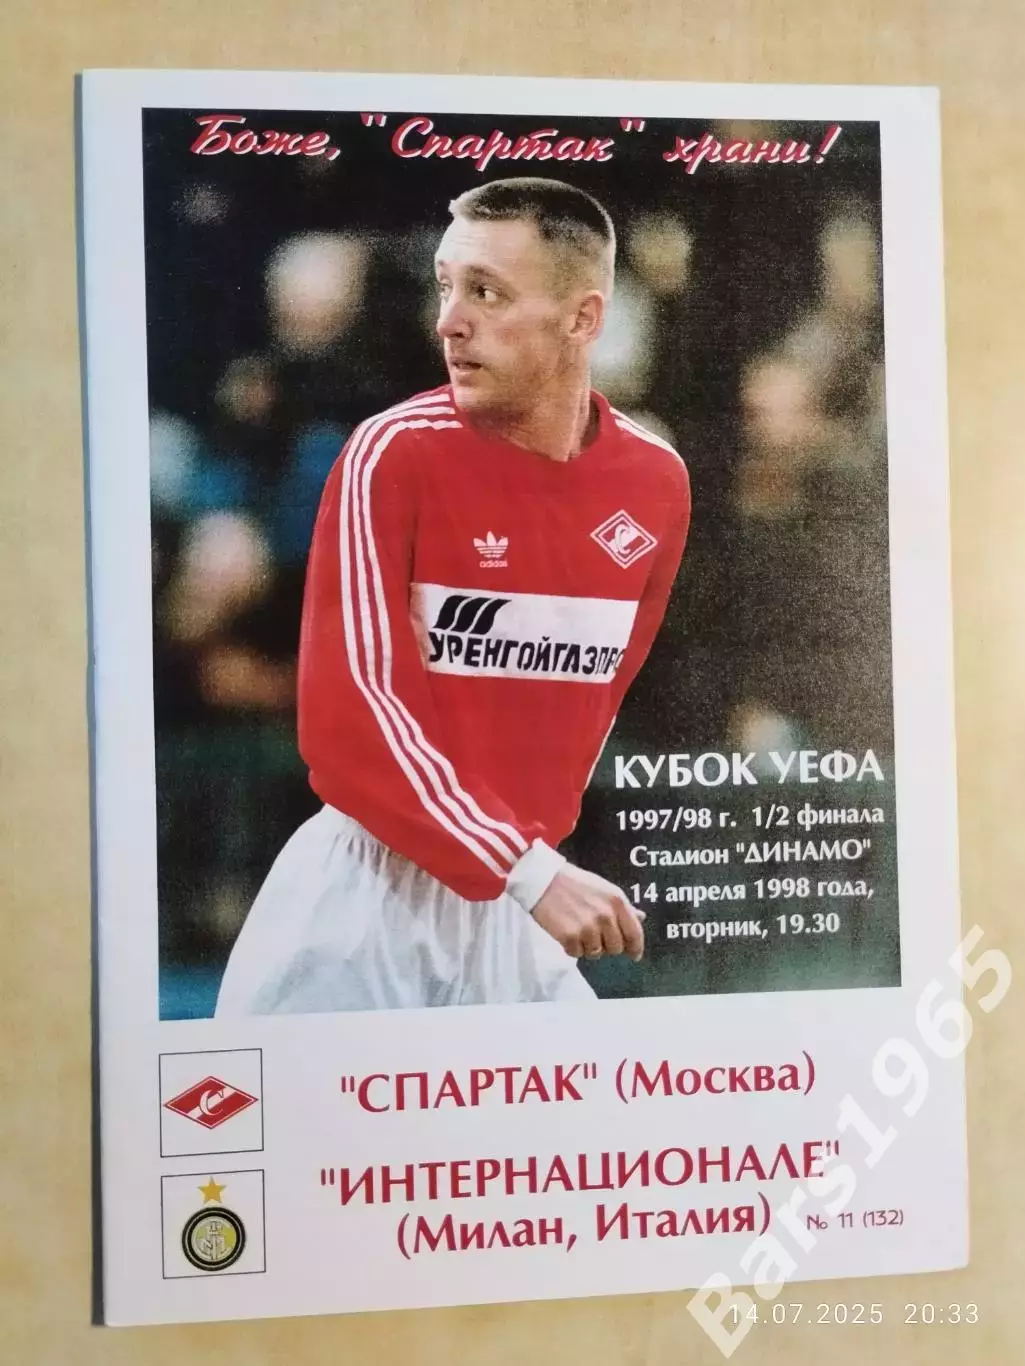 Боже, "Спартак" храни!
adidas
УРЕНГОЙГАЗПРО
КУБОК УЕФА
1997/98 г. 1/2 финала
Стадион "ДИНАМО"
14 апреля 1998 года,
вторник, 19.30
"СПАРТАК" (Москва)
"ИНТЕРНАЦИОНАЛЕ"
(Милан, Италия) № 11 (132)
Bars1965
14.07.2025 20:33